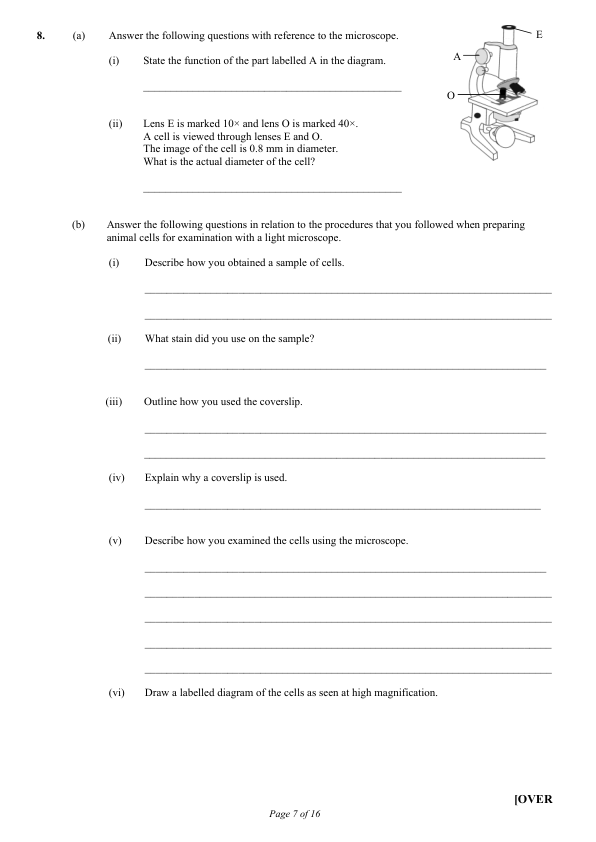 8. (a) Answer the following questions with reference to the microscope.
E
(i) State the function of the part labelled A in the diagram.
A
O
(ii) Lens E is marked 10× and lens O is marked 40×.
A cell is viewed through lenses E and O.
The image of the cell is 0.8 mm in diameter.
What is the actual diameter of the cell?
(b) Answer the following questions in relation to the procedures that you followed when preparing
animal cells for examination with a light microscope.
(i) Describe how you obtained a sample of cells.
(ii) What stain did you use on the sample?
(iii) Outline how you used the coverslip.
(iv) Explain why a coverslip is used.
(v) Describe how you examined the cells using the microscope.
(vi) Draw a labelled diagram of the cells as seen at high magnification.
[OVER
Page 7 of 16